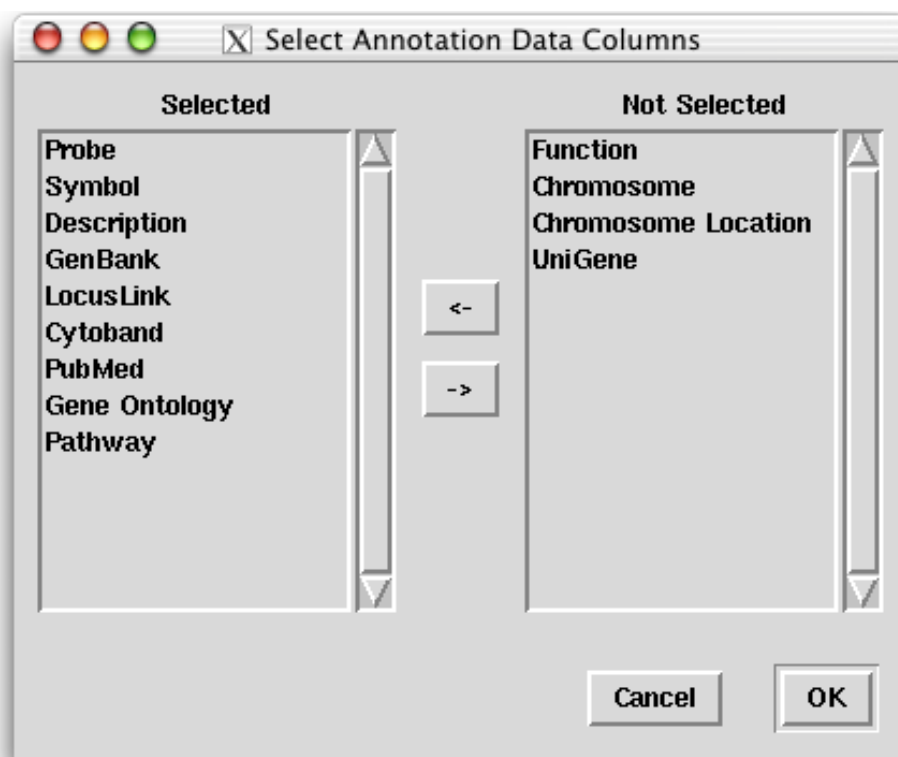 Select Annotation Data Columns
Selected
Probe
Symbol
Description
GenBank
LocusLink
Cytoband
PubMed
Gene Ontology
Pathway
<-
->
Not Selected
Function
Chromosome
Chromosome Location
UniGene
Cancel
OK